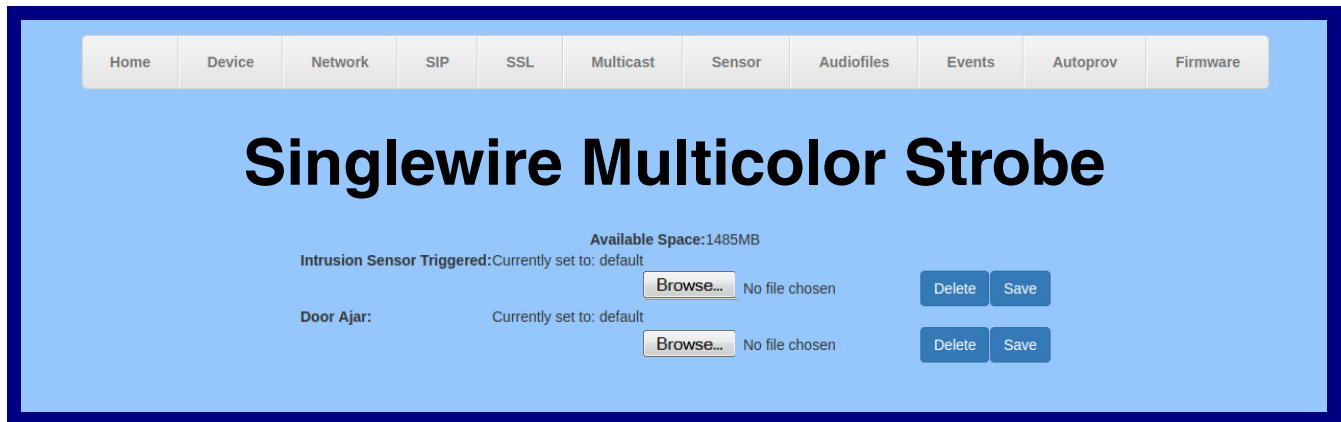 Home Device Network SIP SSL Multicast Sensor Audiofiles Events Autoprov Firmware
Singlewire Multicolor Strobe
Available Space:1485MB
Intrusion Sensor Triggered:Currently set to: default
Browse... No file chosen Delete Save
Door Ajar: Currently set to: default
Browse... No file chosen Delete Save